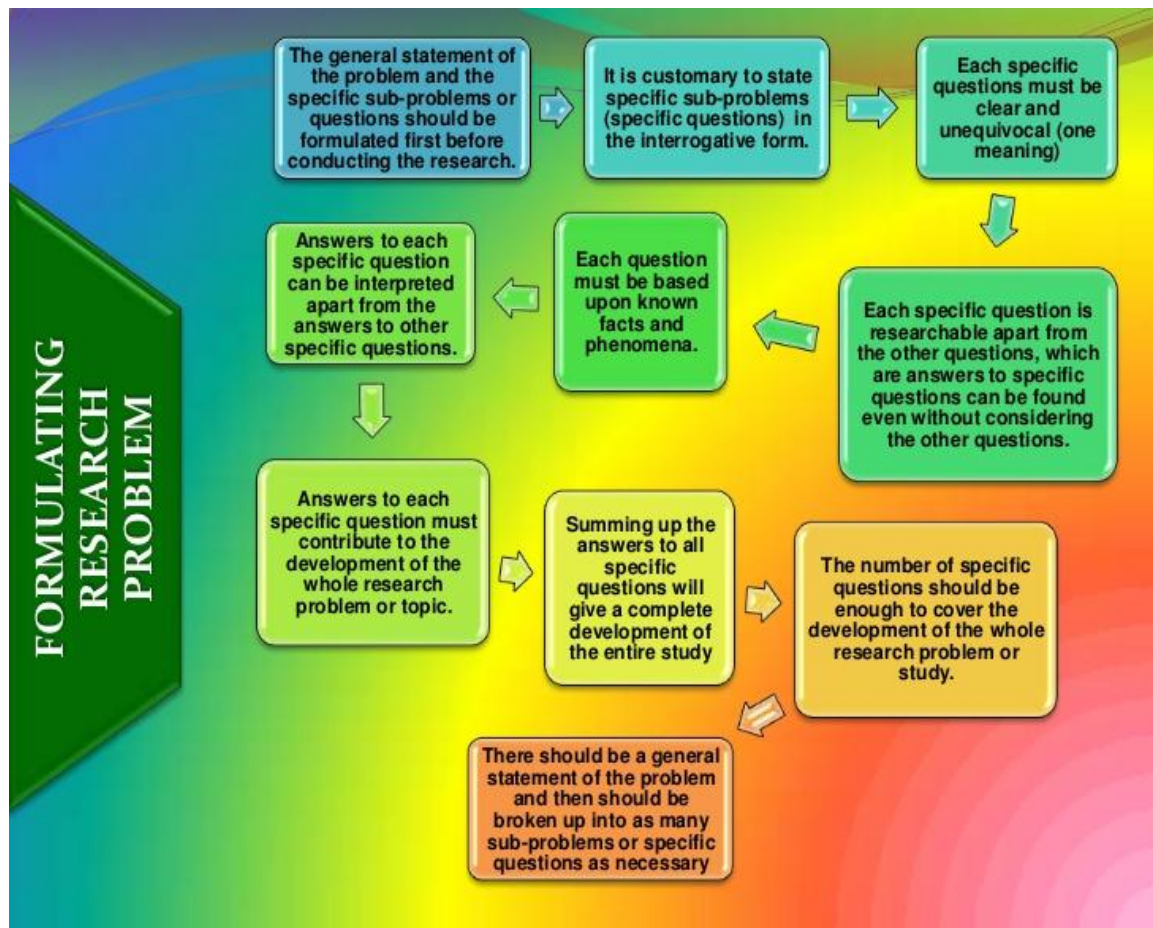 FORMULATING
RESEARCH
PROBLEM
The general statement of
the problem and the
specific sub-problems or
questions should be
formulated first before
conducting the research.
It is customary to state
specific sub-problems
(specific questions) in
the interrogative form.
Each specific
questions must be
clear and
unequivocal (one
meaning)
Each specific question is
researchable apart from
the other questions, which
are answers to specific
questions can be found
even without considering
the other questions.
Each question
must be based
upon known
facts and
phenomena.
Answers to each
specific question
can be interpreted
apart from the
answers to other
specific questions.
Answers to each
specific question must
contribute to the
development of the
whole research
problem or topic.
Summing up the
answers to all
specific
questions will
give a complete
development of
the entire study
The number of specific
questions should be
enough to cover the
development of the whole
research problem or
study.
There should be a general
statement of the problem
and then should be
broken up into as many
sub-problems or specific
questions as necessary